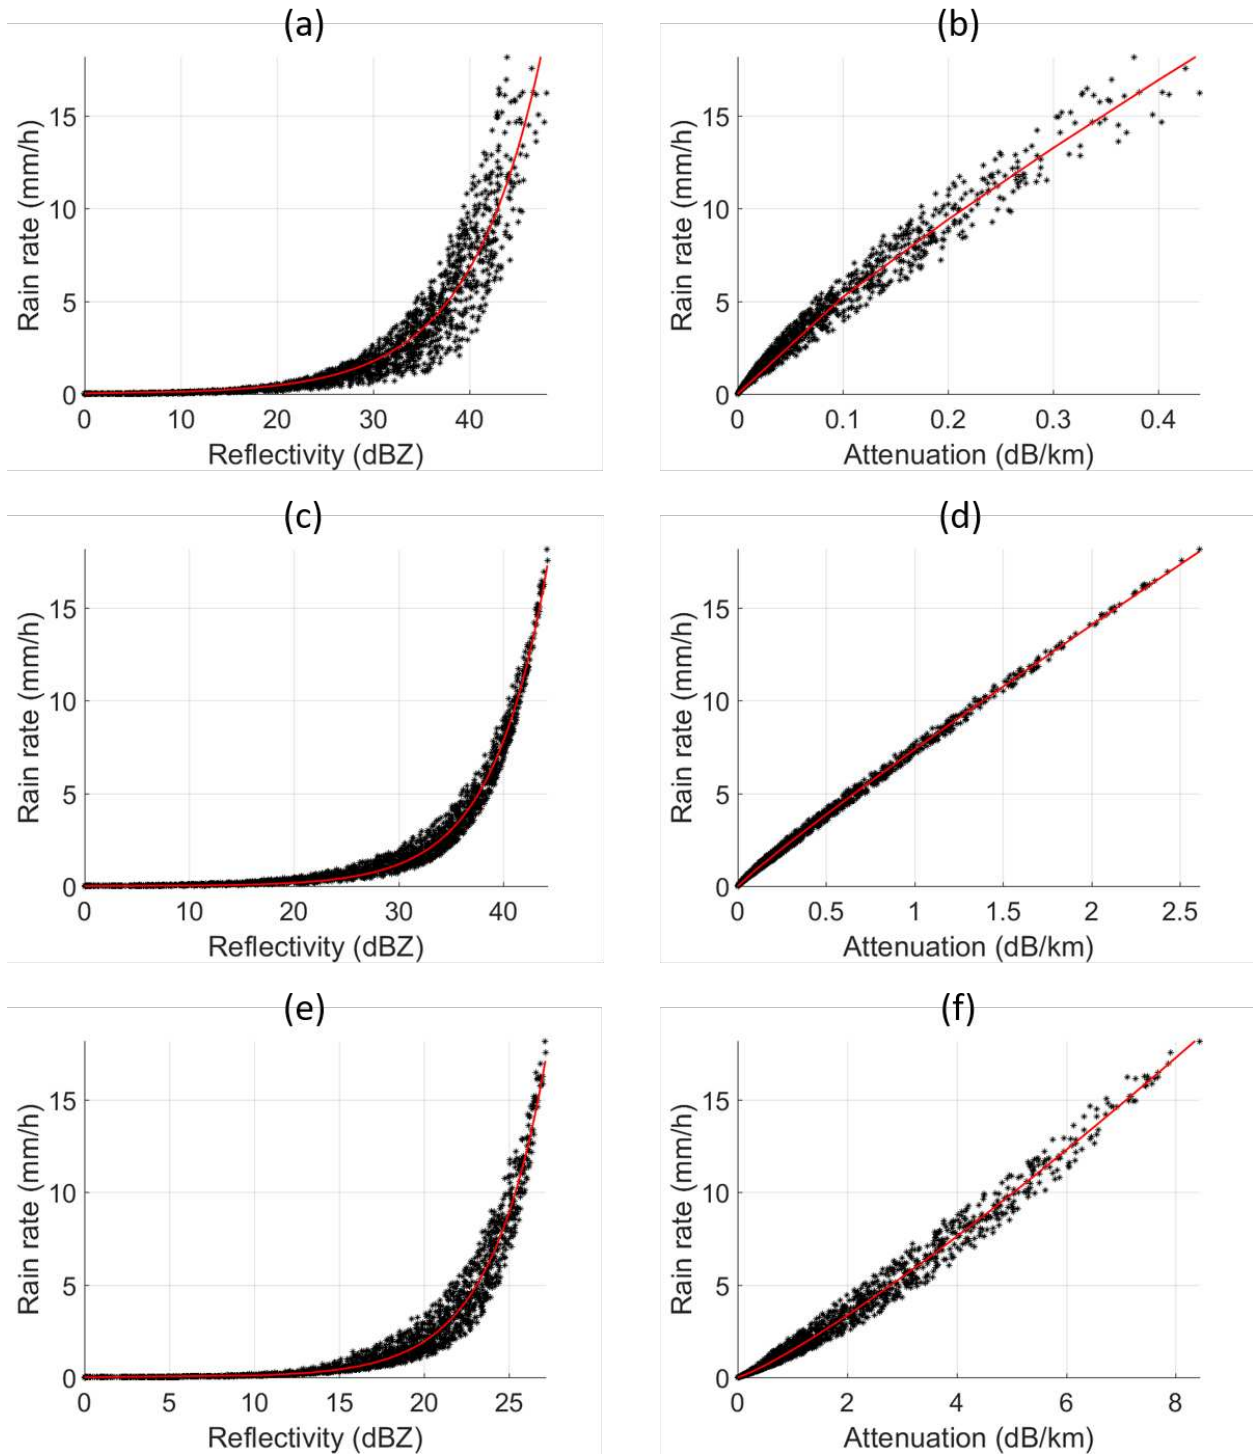 (a)
(b)
Rain rate (mm/h)
15
10
5
0
0 10 20 30 40
Reflectivity (dBZ)
Rain rate (mm/h)
15
10
5
0
0 0.1 0.2 0.3 0.4
Attenuation (dB/km)
(c)
(d)
Rain rate (mm/h)
15
10
5
0
0 10 20 30 40
Reflectivity (dBZ)
Rain rate (mm/h)
15
10
5
0
0 0.5 1 1.5 2 2.5
Attenuation (dB/km)
(e)
(f)
Rain rate (mm/h)
15
10
5
0
0 5 10 15 20 25
Reflectivity (dBZ)
Rain rate (mm/h)
15
10
5
0
0 2 4 6 8
Attenuation (dB/km)